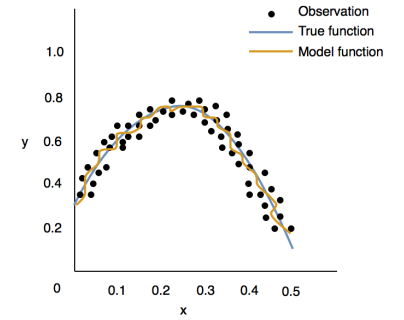 Observation
True function
Model function
1.0
0.8
y
0.6
0.4
0.2
0
0.1 0.2 0.3 0.4 0.5
x